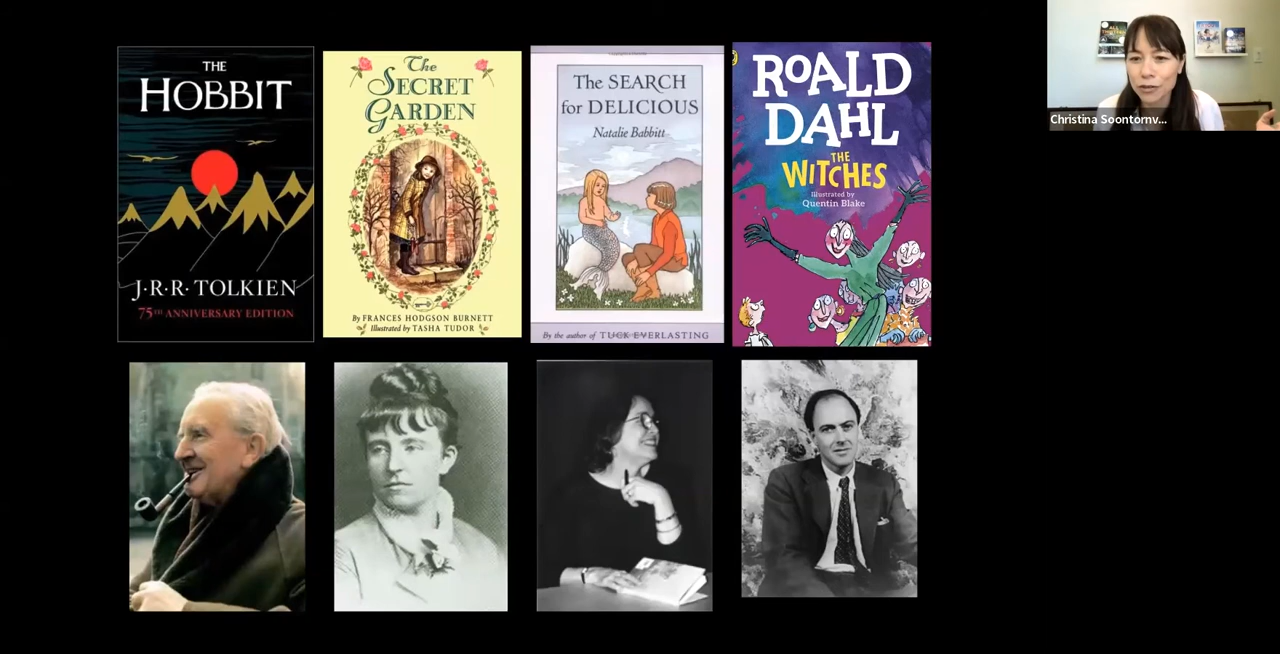 THE
HOBBIT
J·R·R· TOLKIEN
75TH ANNIVERSARY EDITION
The
SECRET
GARDEN
By FRANCES HODGSON BURNETT
Illustrated by TASHA TUDOR
The SEARCH
for DELICIOUS
Natalie Babbitt
By the author of TUCK EVERLASTING
ROALD
DAHL
THE
WITCHES
Illustrated by
Quentin Blake
Christina Soontornv...